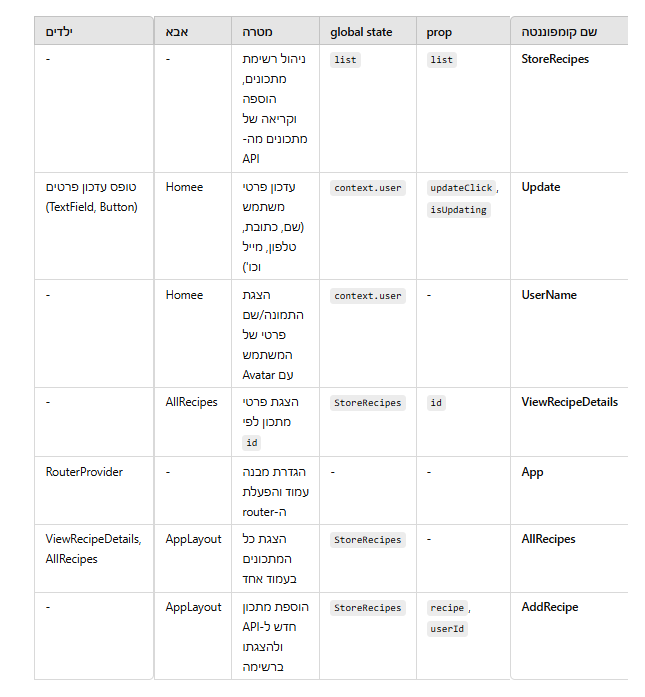 שם קומפוננטה
prop
global state
מטרה
אבא
ילדים
StoreRecipes
list
list
ניהול רשימת
מתכונים,
הוספה
וקריאה של
מתכונים מה-
API
-
-
Update
updateClick,
isUpdating
context.user
עדכון פרטי
משתמש
(שם, כתובת,
טלפון, מייל
וכו')
Homee
טופס עדכון פרטים
(TextField, Button)
UserName
-
context.user
הצגת
התמונה/שם
פרטי של
המשתמש
עם Avatar
Homee
-
ViewRecipeDetails
id
StoreRecipes
הצגת פרטי
מתכון לפי
id
AllRecipes
-
App
-
-
הגדרת מבנה
עמוד והפעלת
ה-router
-
RouterProvider
AllRecipes
-
StoreRecipes
הצגת כל
המתכונים
בעמוד אחד
AppLayout
ViewRecipeDetails,
AllRecipes
AddRecipe
recipe,
userId
StoreRecipes
הוספת מתכון
חדש ל-API
ולהצגתו
ברשימה
AppLayout
-